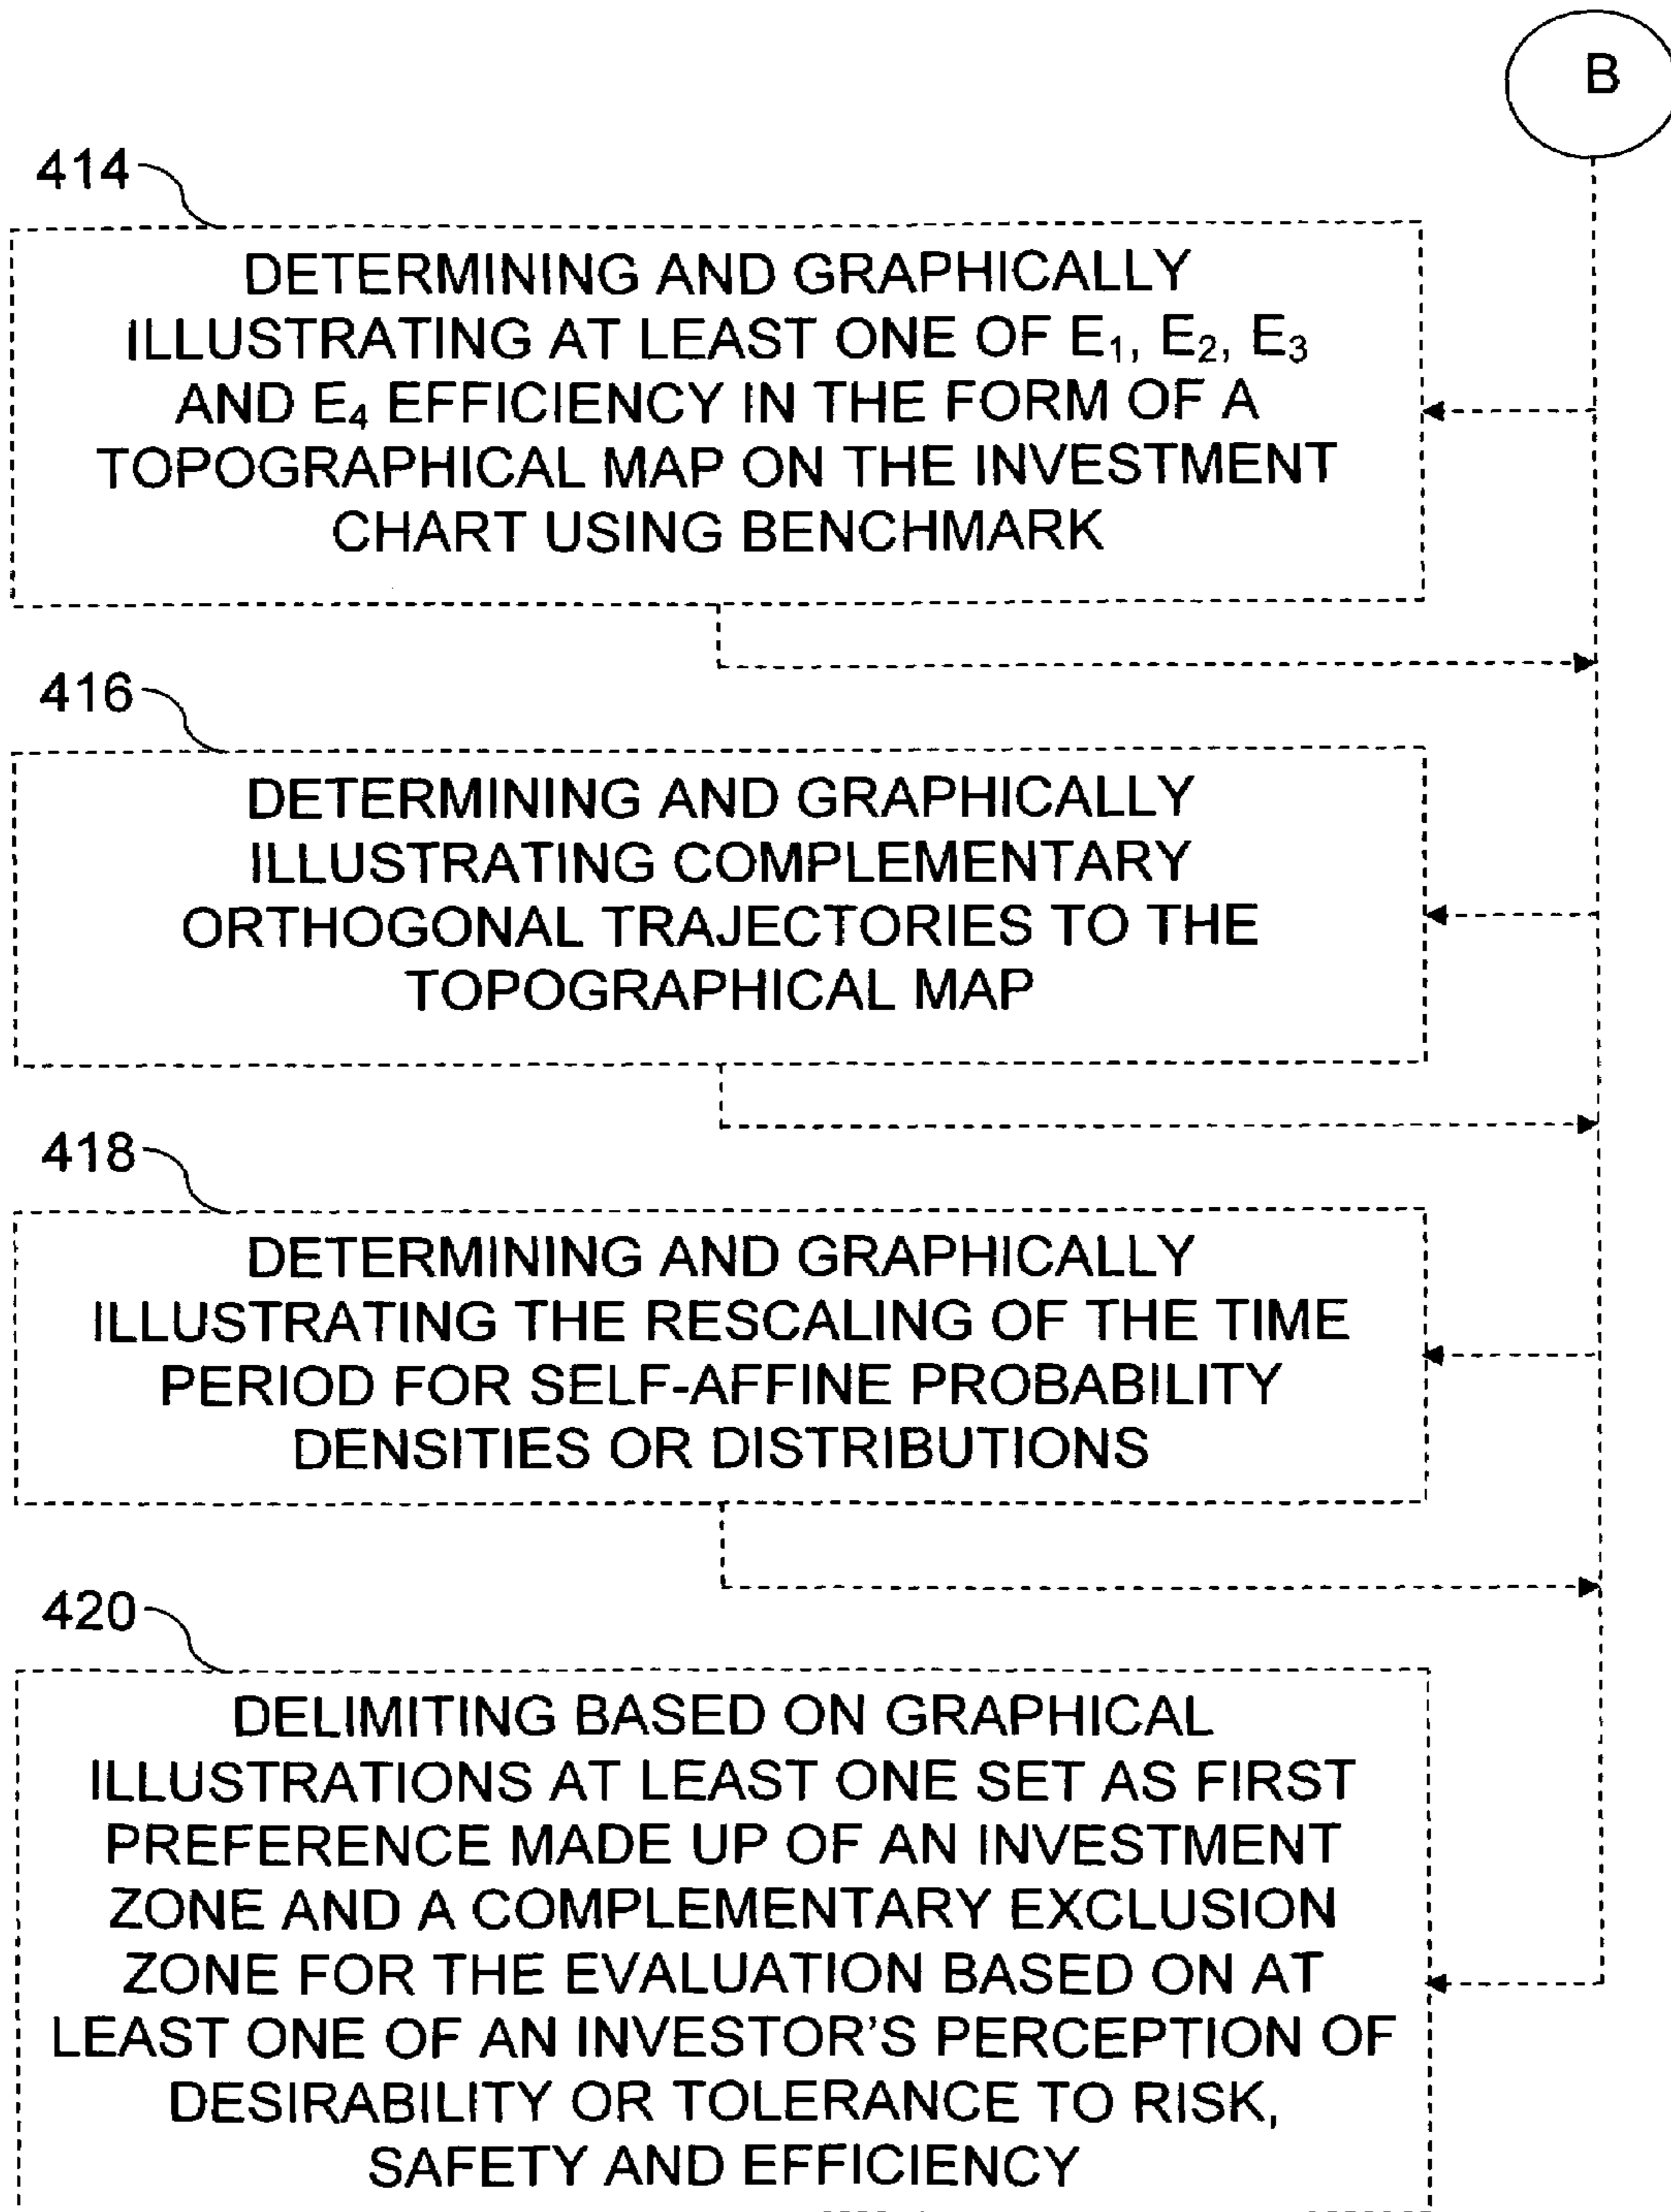 B
414
DETERMINING AND GRAPHICALLY
ILLUSTRATING AT LEAST ONE OF E₁, E₂, E₃
AND E₄ EFFICIENCY IN THE FORM OF A
TOPOGRAPHICAL MAP ON THE INVESTMENT
CHART USING BENCHMARK
416
DETERMINING AND GRAPHICALLY
ILLUSTRATING COMPLEMENTARY
ORTHOGONAL TRAJECTORIES TO THE
TOPOGRAPHICAL MAP
418
DETERMINING AND GRAPHICALLY
ILLUSTRATING THE RESCALING OF THE TIME
PERIOD FOR SELF-AFFINE PROBABILITY
DENSITIES OR DISTRIBUTIONS
420
DELIMITING BASED ON GRAPHICAL
ILLUSTRATIONS AT LEAST ONE SET AS FIRST
PREFERENCE MADE UP OF AN INVESTMENT
ZONE AND A COMPLEMENTARY EXCLUSION
ZONE FOR THE EVALUATION BASED ON AT
LEAST ONE OF AN INVESTOR’S PERCEPTION OF
DESIRABILITY OR TOLERANCE TO RISK,
SAFETY AND EFFICIENCY